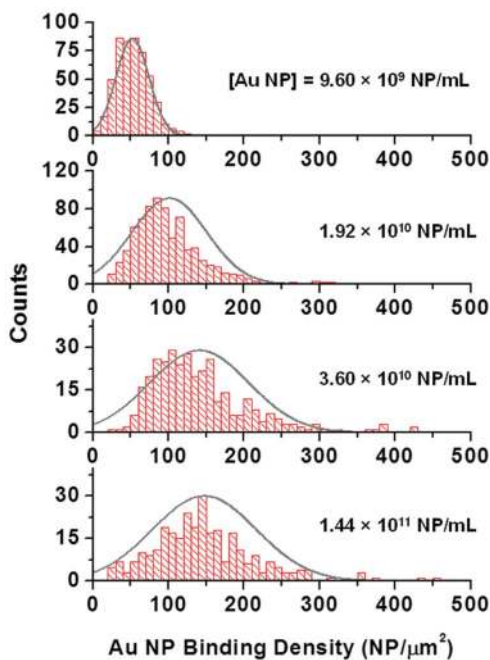 100
75
50
25
0
[Au NP] = 9.60 × 10⁹ NP/mL
0 100 200 300 400 500
120
80
40
0
1.92 × 10¹⁰ NP/mL
0 100 200 300 400 500
Counts
30
15
0
3.60 × 10¹⁰ NP/mL
0 100 200 300 400 500
30
15
0
1.44 × 10¹¹ NP/mL
0 100 200 300 400 500
Au NP Binding Density (NP/μm²)